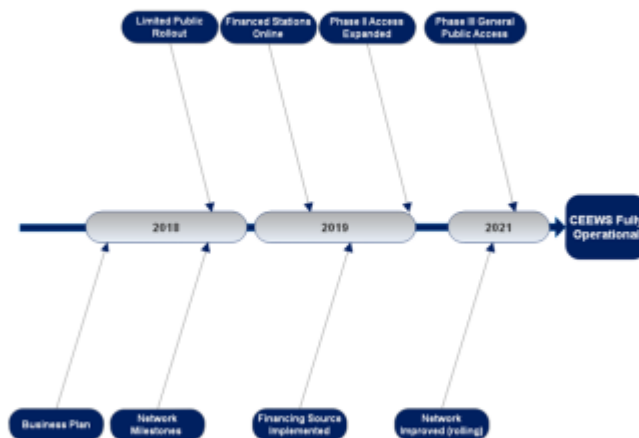 Limited Public
Rollout
Financed Stations
Online
Phase II Access
Expanded
Phase III General
Public Access
2018
2019
2021
CEEWS Fully
Operational
Business Plan
Network
Milestones
Financing Source
Implemented
Network
Improved (rolling)